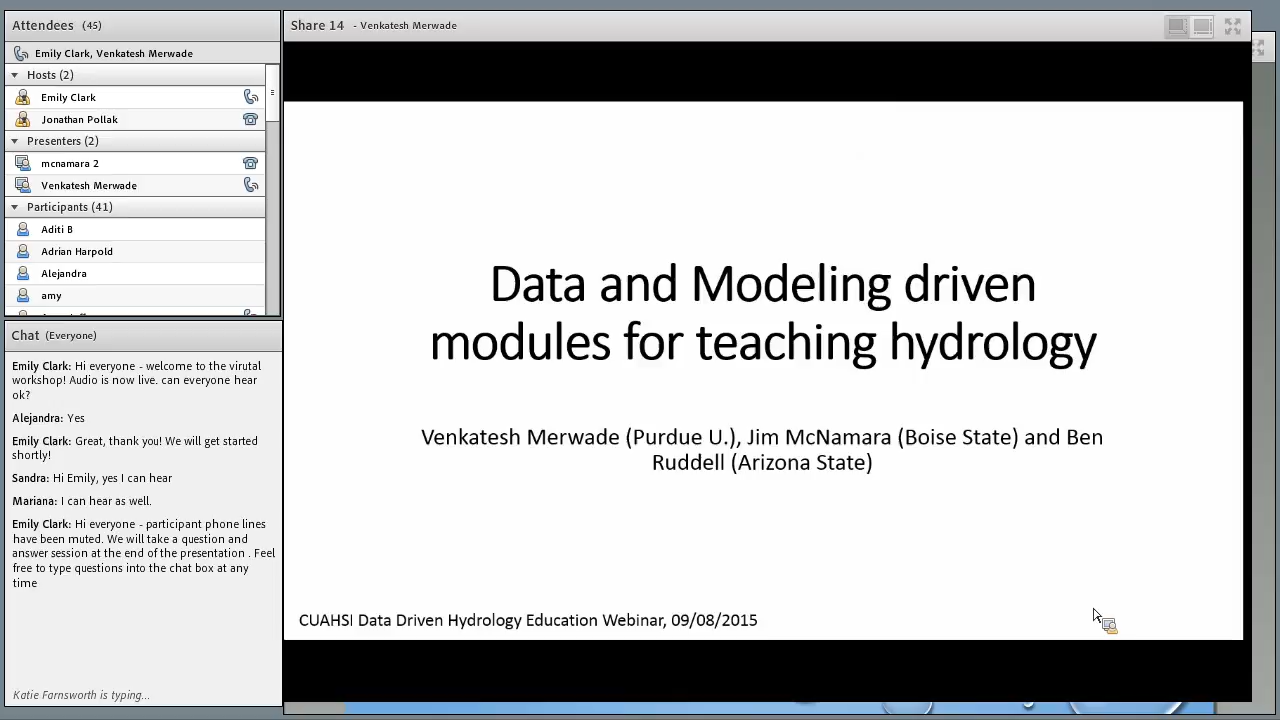 Attendees (45)
Emily Clark, Venkatesh Merwade
Hosts (2)
Emily Clark
Jonathan Pollak
Presenters (2)
mcnamara 2
Venkatesh Merwade
Participants (41)
Aditi B
Adrian Harpold
Alejandra
amy
Chat (Everyone)
Emily Clark: Hi everyone - welcome to the virutal
workshop! Audio is now live. can everyone hear
ok?
Alejandra: Yes
Emily Clark: Great, thank you! We will get started
shortly!
Sandra: Hi Emily, yes I can hear
Mariana: I can hear as well.
Emily Clark: Hi everyone - participant phone lines
have been muted. We will take a question and
answer session at the end of the presentation . Feel
free to type questions into the chat box at any
time
Katie Farnsworth is typing...
Share 14 - Venkatesh Merwade
Data and Modeling driven
modules for teaching hydrology
Venkatesh Merwade (Purdue U.), Jim McNamara (Boise State) and Ben
Ruddell (Arizona State)
CUAHSI Data Driven Hydrology Education Webinar, 09/08/2015